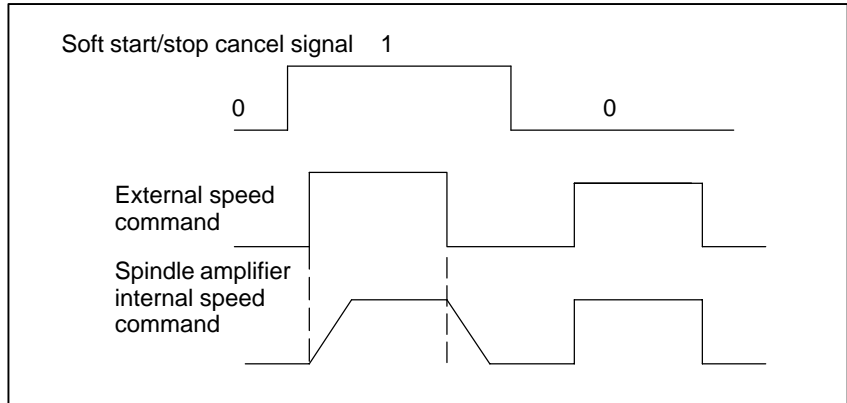 Soft start/stop cancel signal 1
0 0
External speed
command
Spindle amplifier
internal speed
command